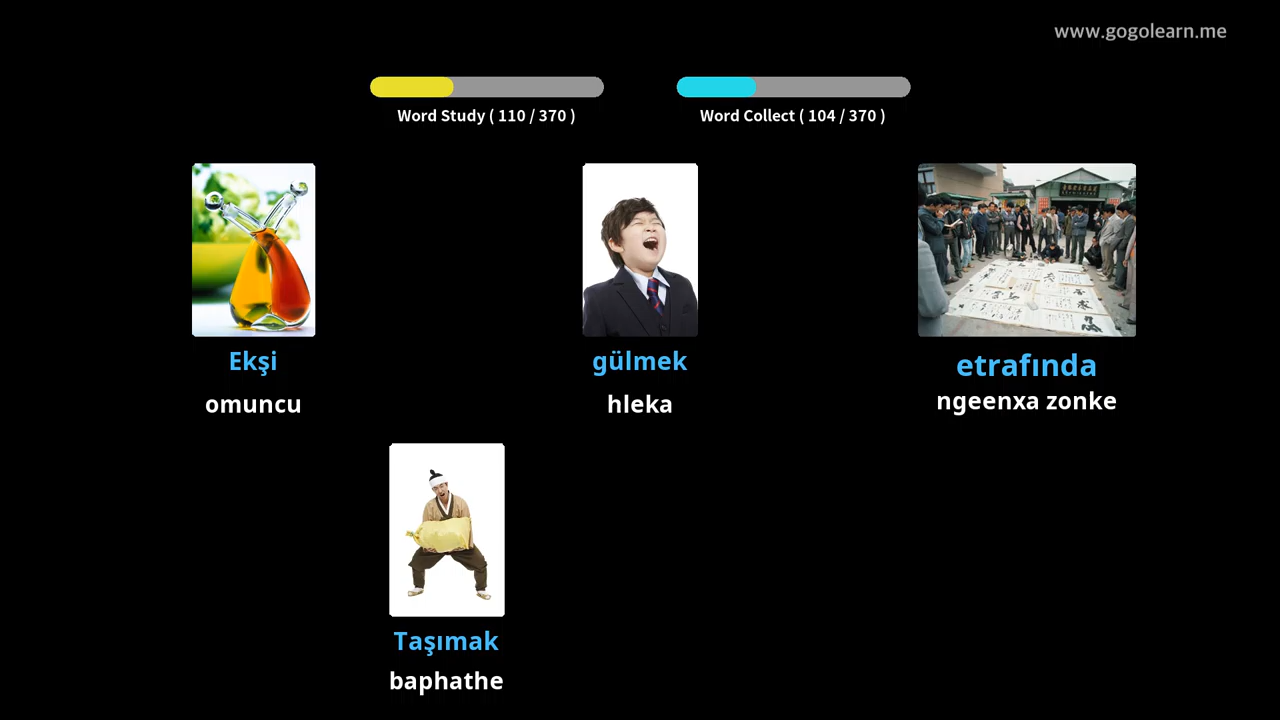 www.gogolearn.me
Word Study ( 110 / 370 )
Word Collect ( 104 / 370 )
Ekşi
omuncu
gülmek
hleka
etrafında
ngeenxa zonke
Taşımak
baphathe